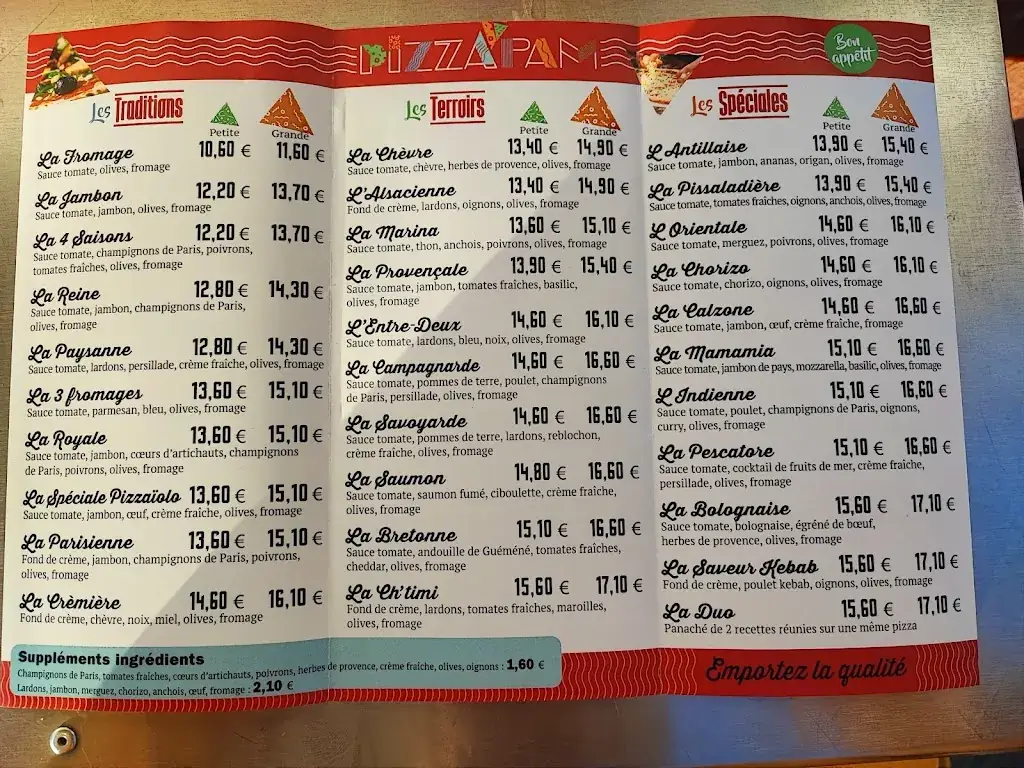 PIZZA PAM
Bon
appétit
Les Traditions
Petite
Grande
La Fromage 10,60 € 11,60 €
Sauce tomate, olives, fromage
La Jambon 12,20 € 13,70 €
Sauce tomate, jambon, olives, fromage
La 4 Saisons 12,20 € 13,70 €
Sauce tomate, champignons de Paris, poivrons,
tomates fraîches, olives, fromage
La Reine 12,80 € 14,30 €
Sauce tomate, jambon, champignons de Paris,
olives, fromage
La Paysanne 12,80 € 14,30 €
Sauce tomate, lardons, persillade, crème fraîche, olives, fromage
La 3 fromages 13,60 € 15,10 €
Sauce tomate, parmesan, bleu, olives, fromage
La Royale 13,60 € 15,10 €
Sauce tomate, jambon, cœurs d'artichauts, champignons
de Paris, poivrons, olives, fromage
La Spéciale Pizzaïolo 13,60 € 15,10 €
Sauce tomate, jambon, œuf, crème fraîche, olives, fromage
La Parisienne 13,60 € 15,10 €
Fond de crème, jambon, champignons de Paris, poivrons,
olives, fromage
La Crèmière 14,60 € 16,10 €
Fond de crème, chèvre, noix, miel, olives, fromage
Les Terroirs
Petite
Grande
La Chèvre 13,40 € 14,90 €
Sauce tomate, chèvre, herbes de provence, olives, fromage
L'Alsacienne 13,40 € 14,90 €
Fond de crème, lardons, oignons, olives, fromage
La Marina 13,60 € 15,10 €
Sauce tomate, thon, anchois, poivrons, olives, fromage
La Provençale 13,90 € 15,40 €
Sauce tomate, jambon, tomates fraîches, basilic,
olives, fromage
L'Entre-Deux 14,60 € 16,10 €
Sauce tomate, lardons, bleu, noix, olives, fromage
La Campagnarde 14,60 € 16,60 €
Sauce tomate, pommes de terre, poulet, champignons
de Paris, persillade, olives, fromage
La Savoyarde 14,60 € 16,60 €
Sauce tomate, pommes de terre, lardons, reblochon,
crème fraîche, olives, fromage
La Saumon 14,80 € 16,60 €
Sauce tomate, saumon fumé, ciboulette, crème fraîche,
olives, fromage
La Bretonne 15,10 € 16,60 €
Sauce tomate, andouille de Guéméné, tomates fraîches,
cheddar, olives, fromage
La Ch'timi 15,60 € 17,10 €
Fond de crème, lardons, tomates fraîches, maroilles,
olives, fromage
Les Spéciales
Petite
Grande
L'Antillaise 13,90 € 15,40 €
Sauce tomate, jambon, ananas, origan, olives, fromage
La Pissaladière 13,90 € 15,40 €
Sauce tomate, tomates fraîches, oignons, anchois, olives, fromage
L'Orientale 14,60 € 16,10 €
Sauce tomate, merguez, poivrons, olives, fromage
La Chorizo 14,60 € 16,10 €
Sauce tomate, chorizo, oignons, olives, fromage
La Calzone 14,60 € 16,60 €
Sauce tomate, jambon, œuf, crème fraîche, fromage
La Mamamia 15,10 € 16,60 €
Sauce tomate, jambon de pays, mozzarella, basilic, olives, fromage
L'Indienne 15,10 € 16,60 €
Sauce tomate, poulet, champignons de Paris, oignons,
curry, olives, fromage
La Pescatore 15,10 € 16,60 €
Sauce tomate, cocktail de fruits de mer, crème fraîche,
persillade, olives, fromage
La Bolognaise 15,60 € 17,10 €
Sauce tomate, bolognaise, égréné de bœuf,
herbes de provence, olives, fromage
La Saveur Kebab 15,60 € 17,10 €
Fond de crème, poulet kebab, oignons, olives, fromage
La Duo 15,60 € 17,10 €
Panaché de 2 recettes réunies sur une même pizza
Suppléments ingrédients
Champignons de Paris, tomates fraîches, cœurs d'artichauts, poivrons, herbes de provence, crème fraîche, olives, oignons : 1,60 €
Lardons, jambon, merguez, chorizo, anchois, œuf, fromage : 2,10 €
Emportez la qualité